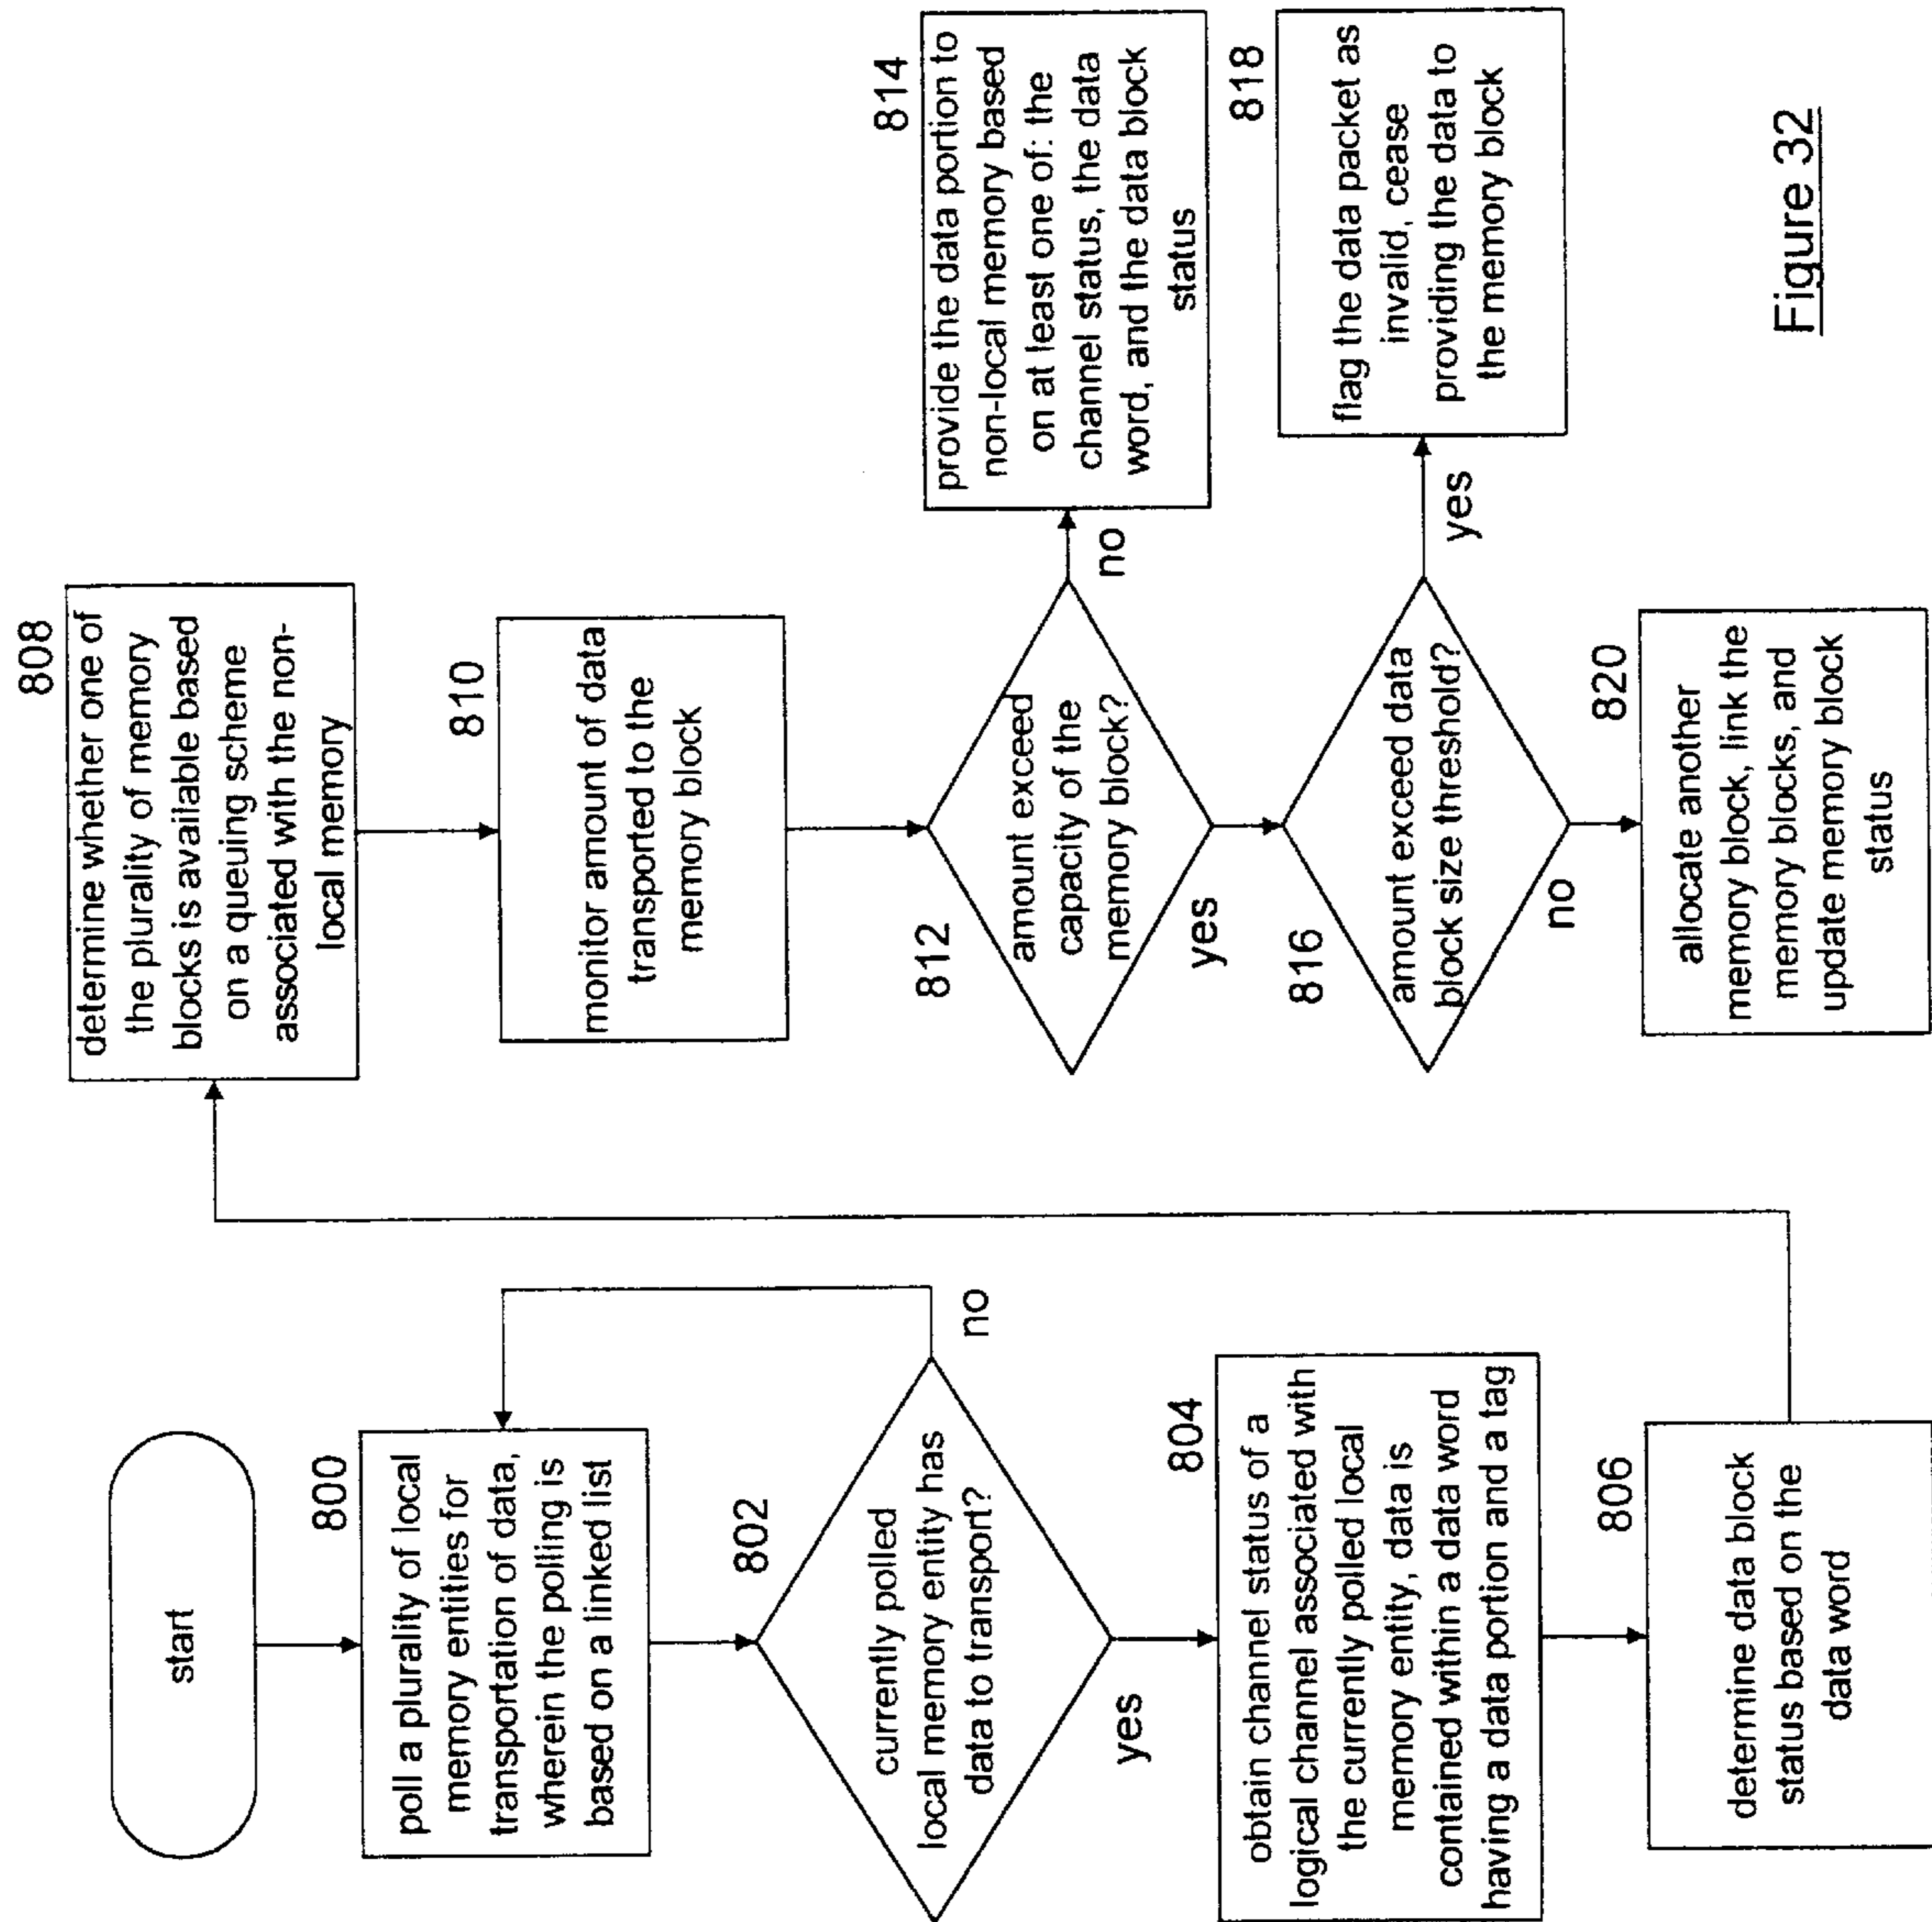 start
800
poll a plurality of local
memory entities for
transportation of data,
wherein the polling is
based on a linked list
802
currently polled
local memory entity has
data to transport?
no
yes
804
obtain channel status of a
logical channel associated with
the currently polled local
memory entity, data is
contained within a data word
having a data portion and a tag
806
determine data block
status based on the
data word
808
determine whether one of
the plurality of memory
blocks is available based
on a queuing scheme
associated with the non-
local memory
810
monitor amount of data
transported to the
memory block
812
amount exceed
capacity of the
memory block?
no
yes
814
provide the data portion to
non-local memory based
on at least one of: the
channel status, the data
word, and the data block
status
816
amount exceed data
block size threshold?
yes
no
818
flag the data packet as
invalid, cease
providing the data to
the memory block
820
allocate another
memory block, link the
memory blocks, and
update memory block
status
Figure 32